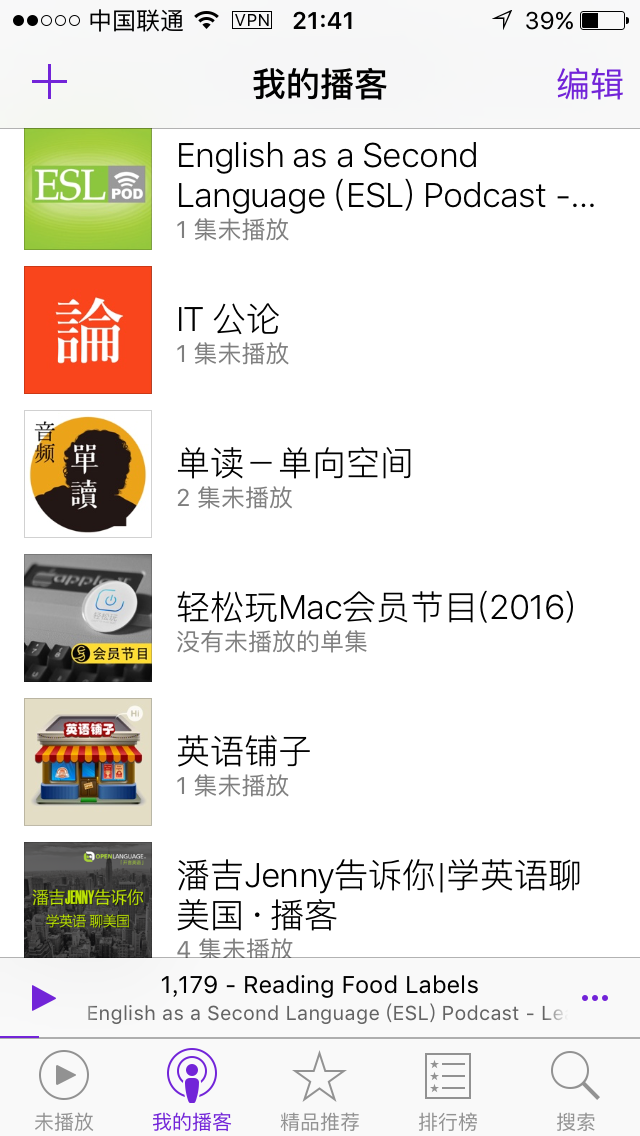 中国联通 VPN 21:41 39%
我的播客 编辑
ESL POD
English as a Second
Language (ESL) Podcast -...
1 集未播放
論
IT 公论
1 集未播放
音频
單讀
单读－单向空间
2 集未播放
会员节目
轻松玩Mac会员节目(2016)
没有未播放的单集
Hi
英语铺子
英语铺子
1 集未播放
OPENLANGUAGE
潘吉JENNY告诉你
学英语 聊美国
潘吉Jenny告诉你|学英语聊
美国 · 播客
4 集未播放
1,179 - Reading Food Labels
English as a Second Language (ESL) Podcast - Le
未播放 我的播客 精品推荐 排行榜 搜索